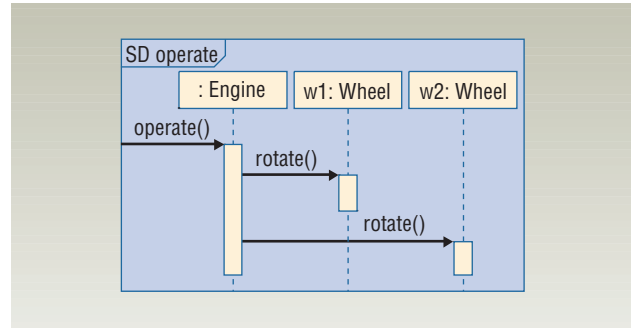 SD operate
: Engine
w1: Wheel
w2: Wheel
operate()
rotate()
rotate()